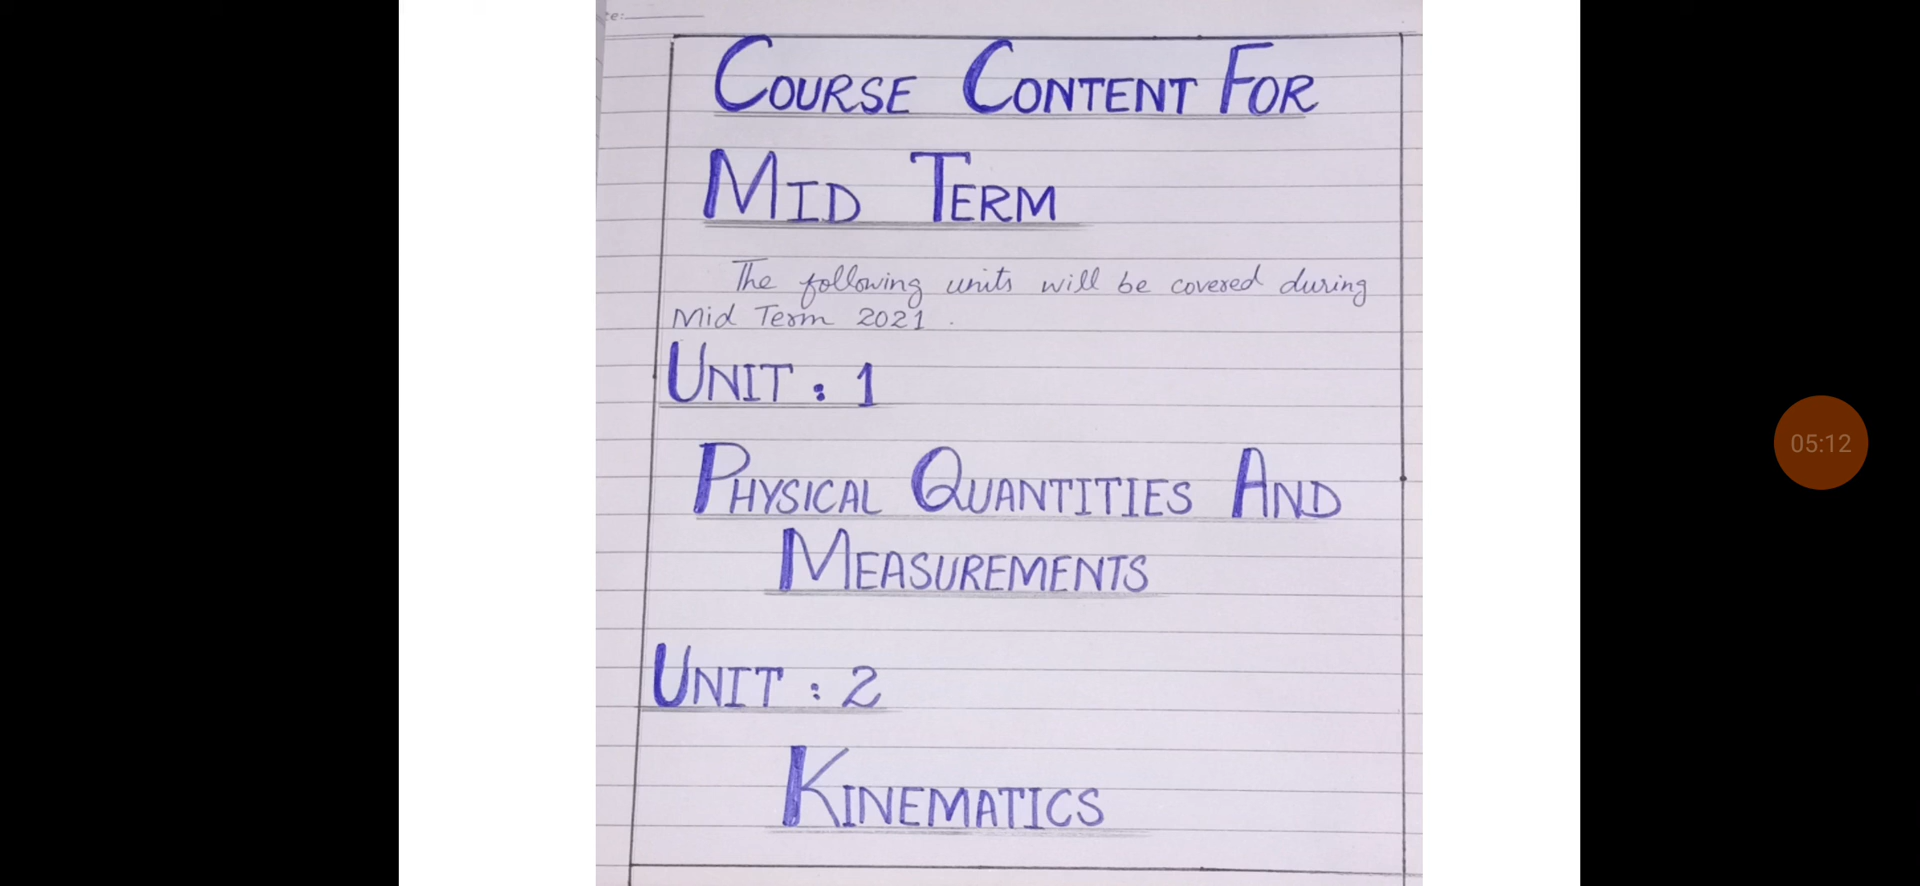 te:
COURSE CONTENT FOR
MID TERM
The following units will be covered during
Mid Term 2021.
UNIT : 1
PHYSICAL QUANTITIES AND
MEASUREMENTS
UNIT : 2
KINEMATICS
05:12